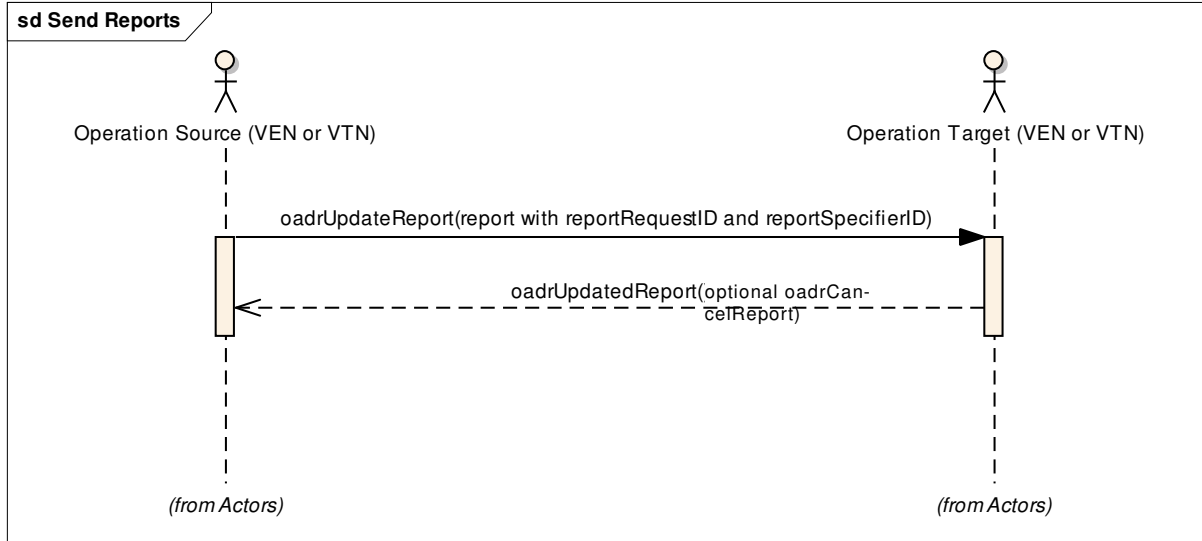 sd Send Reports
Operation Source (VEN or VTN)
Operation Target (VEN or VTN)
oadrUpdateReport(report with reportRequestID and reportSpecifierID)
oadrUpdatedReport(optional oadrCan-
celReport)
(from Actors)
(from Actors)